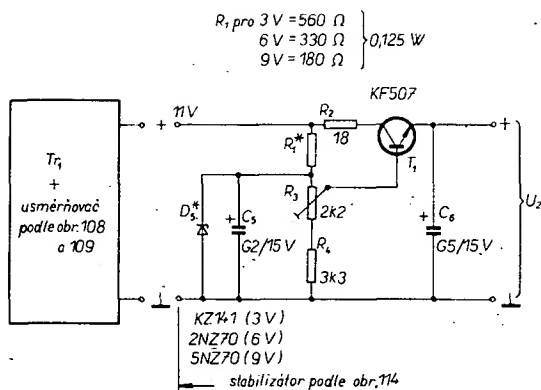 R₁ pro 3 V = 560 Ω
6 V = 330 Ω
9 V = 180 Ω
0,125 W
KF507
+
11 V
R₂
18
+
R₁*
T₁
Tr₁
+
usměrňovač
podle obr. 108
a 109
D₅*
+
C₅
G2/15 V
R₃
2k2
R₄
3k3
+
C₆
G5/15 V
U₂
KZ141 (3 V)
2NZ70 (6 V)
5NZ70 (9 V)
stabilizátor podle obr. 114